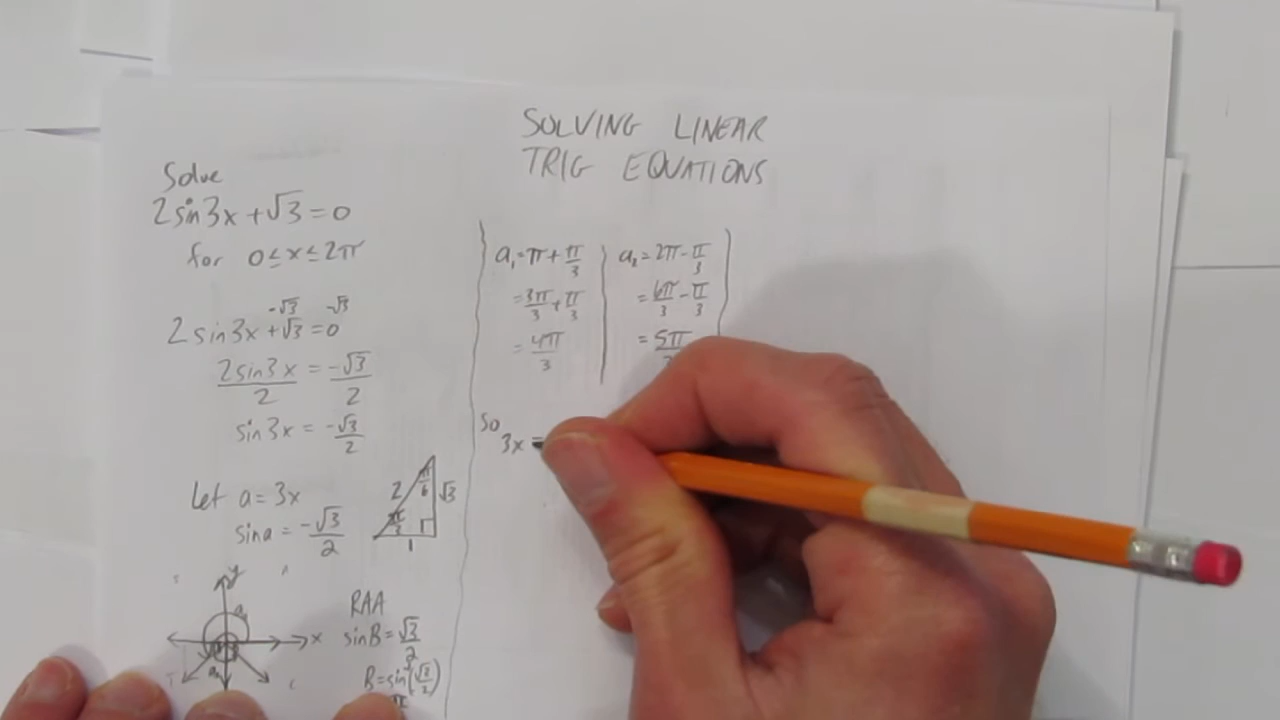 SOLVING LINEAR
TRIG EQUATIONS
Solve
2sin3x + √3 = 0
for 0 ≤ x ≤ 2π
-√3 -√3
2sin3x + √3 = 0
2sin3x/2 = -√3/2
sin3x = -√3/2
Let a = 3x
sina = -√3/2
2 π/6 √3
π/3
1
y
x
RAA
sinB = √3/2
B = sin(√3/2)
a₁ = π + π/3
= 3π/3 + π/3
= 4π/3
a₂ = 2π - π/3
= 6π/3 - π/3
= 5π
So
3x =